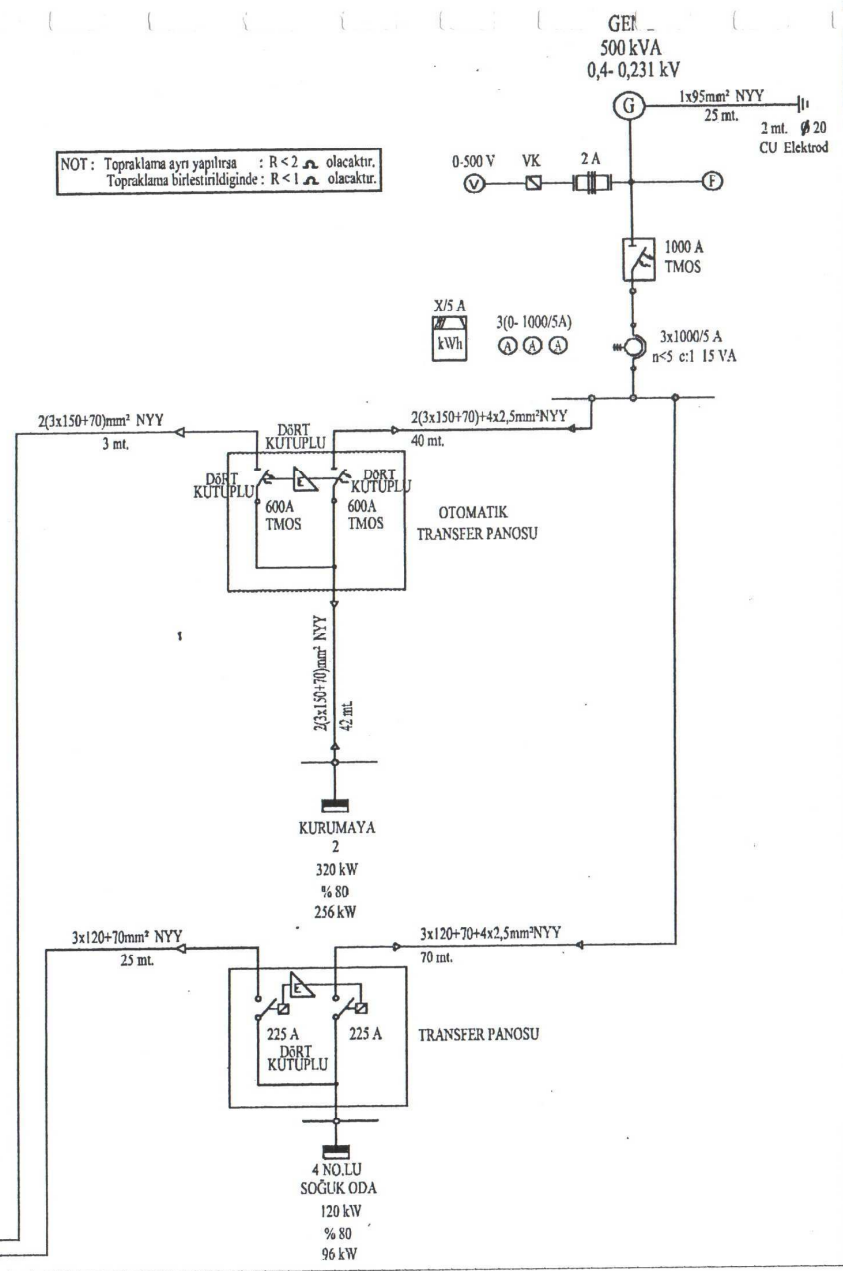 500 kVA
0,4- 0,231 kV
G
1x95mm² NYY
25 mt.
2 mt. Ø 20
CU Elektrod
NOT : Topraklama ayrı yapılırsa : R < 2 Ω olacaktır.
Topraklama birleştirildiginde : R < 1 Ω olacaktır.
0-500 V VK 2 A
V
F
1000 A
TMOS
X/5 A
kWh
3(0- 1000/5A)
A A A
3x1000/5 A
n<5 c:1 15 VA
2(3x150+70)mm² NYY
3 mt.
DöRT
KUTUPLU
2(3x150+70)+4x2,5mm²NYY
40 mt.
DöRT
KUTUPLU
E
DöRT
KUTUPLU
600A
TMOS
600A
TMOS
OTOMATIK
TRANSFER PANOSU
2(3x150+70)mm² NYY
42 mt.
KURUMAYA
2
320 kW
% 80
256 kW
3x120+70mm² NYY
25 mt.
3x120+70+4x2,5mm²NYY
70 mt.
E
225 A
DöRT
KUTUPLU
225 A
TRANSFER PANOSU
4 NO.LU
SOĞUK ODA
120 kW
% 80
96 kW